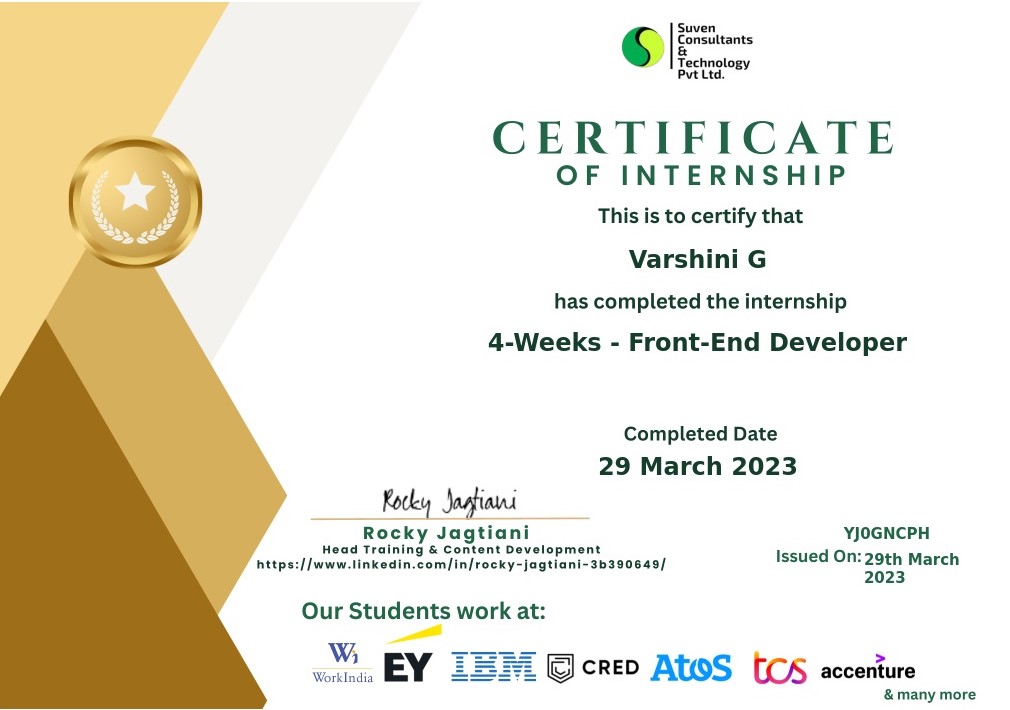 Suven
Consultants
&
Technology
Pvt Ltd.
CERTIFICATE
OF INTERNSHIP
This is to certify that
Varshini G
has completed the internship
4-Weeks - Front-End Developer
Completed Date
29 March 2023
Rocky Jagtiani
Rocky Jagtiani
Head Training & Content Development
https://www.linkedin.com/in/rocky-jagtiani-3b390649/
YJ0GNCPH
Issued On: 29th March
2023
Our Students work at:
WorkIndia
EY
IBM
CRED
Atos
tcs
accenture
& many more